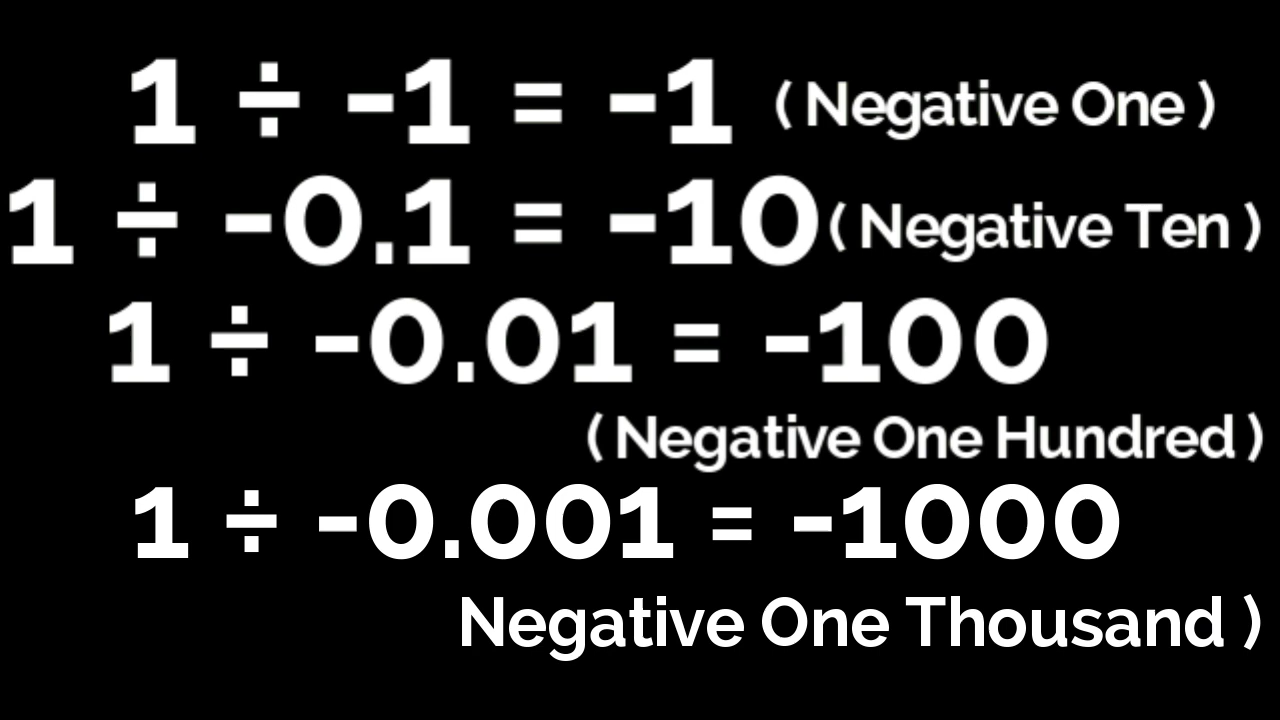 1 ÷ -1 = -1 ( Negative One )
1 ÷ -0.1 = -10 ( Negative Ten )
1 ÷ -0.01 = -100
( Negative One Hundred )
1 ÷ -0.001 = -1000
Negative One Thousand )